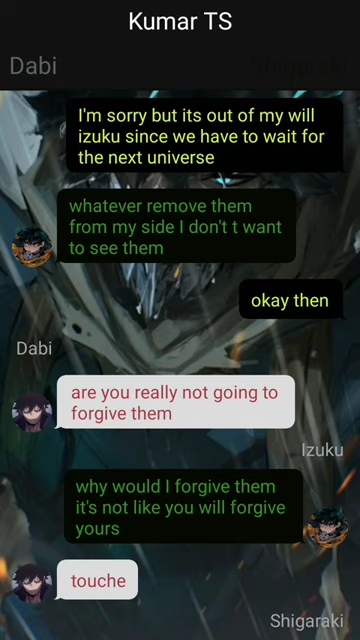 Kumar TS
Dabi
Shigaraki
I'm sorry but its out of my will
izuku since we have to wait for
the next universe
whatever remove them
from my side I don't t want
to see them
okay then
Dabi
are you really not going to
forgive them
Izuku
why would I forgive them
it's not like you will forgive
yours
touche
Shigaraki